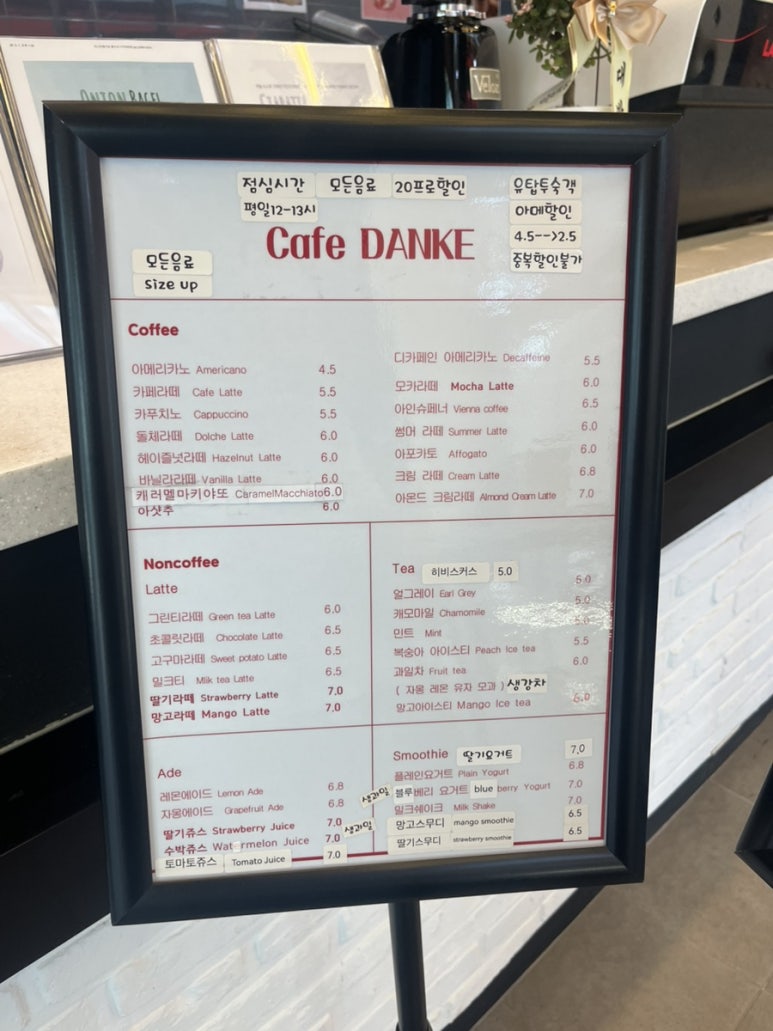 ONION BAGEL
CIABATTA
Veloz
대
점심시간 모든음료 20프로할인
평일12-13시
유탑투숙객
아메할인
4.5-->2.5
중복할인불가
Cafe DANKE
모든음료
size up
Coffee
아메리카노 Americano 4.5
카페라떼 Cafe Latte 5.5
카푸치노 Cappuccino 5.5
돌체라떼 Dolche Latte 6.0
헤이즐넛라떼 Hazelnut Latte 6.0
바닐라라떼 Vanilla Latte 6.0
캐러멜마키야또 CaramelMacchiato6.0
아샷추 6.0
디카페인 아메리카노 Decaffeine 5.5
모카라떼 Mocha Latte 6.0
아인슈페너 Vienna coffee 6.5
썸머 라떼 Summer Latte 6.0
아포카토 Affogato 6.0
크림 라떼 Cream Latte 6.8
아몬드 크림라떼 Almond Cream Latte 7.0
Noncoffee
Latte
그린티라떼 Green tea Latte 6.0
초콜릿라떼 Chocolate Latte 6.5
고구마라떼 Sweet potato Latte 6.5
밀크티 Milk tea Latte 6.5
딸기라떼 Strawberry Latte 7.0
망고라떼 Mango Latte 7.0
Tea 히비스커스 5.0
얼그레이 Earl Grey 5.0
캐모마일 Chamomile 5.0
민트 Mint 5.0
복숭아 아이스티 Peach Ice tea 5.5
과일차 Fruit tea 6.0
( 자몽 레몬 유자 모과 ) 생강차
망고아이스티 Mango Ice tea 6.0
Ade
레몬에이드 Lemon Ade 6.8
자몽에이드 Grapefruit Ade 6.8
딸기쥬스 Strawberry Juice 7.0 생과일
수박쥬스 Watermelon Juice 7.0 생과일
토마토쥬스 Tomato Juice 7.0
Smoothie 딸기요거트 7.0
플레인요거트 Plain Yogurt 6.8
블루베리 요거트 blue berry Yogurt 7.0
밀크쉐이크 Milk Shake 7.0
망고스무디 mango smoothie 6.5
딸기스무디 strawberry smoothie 6.5